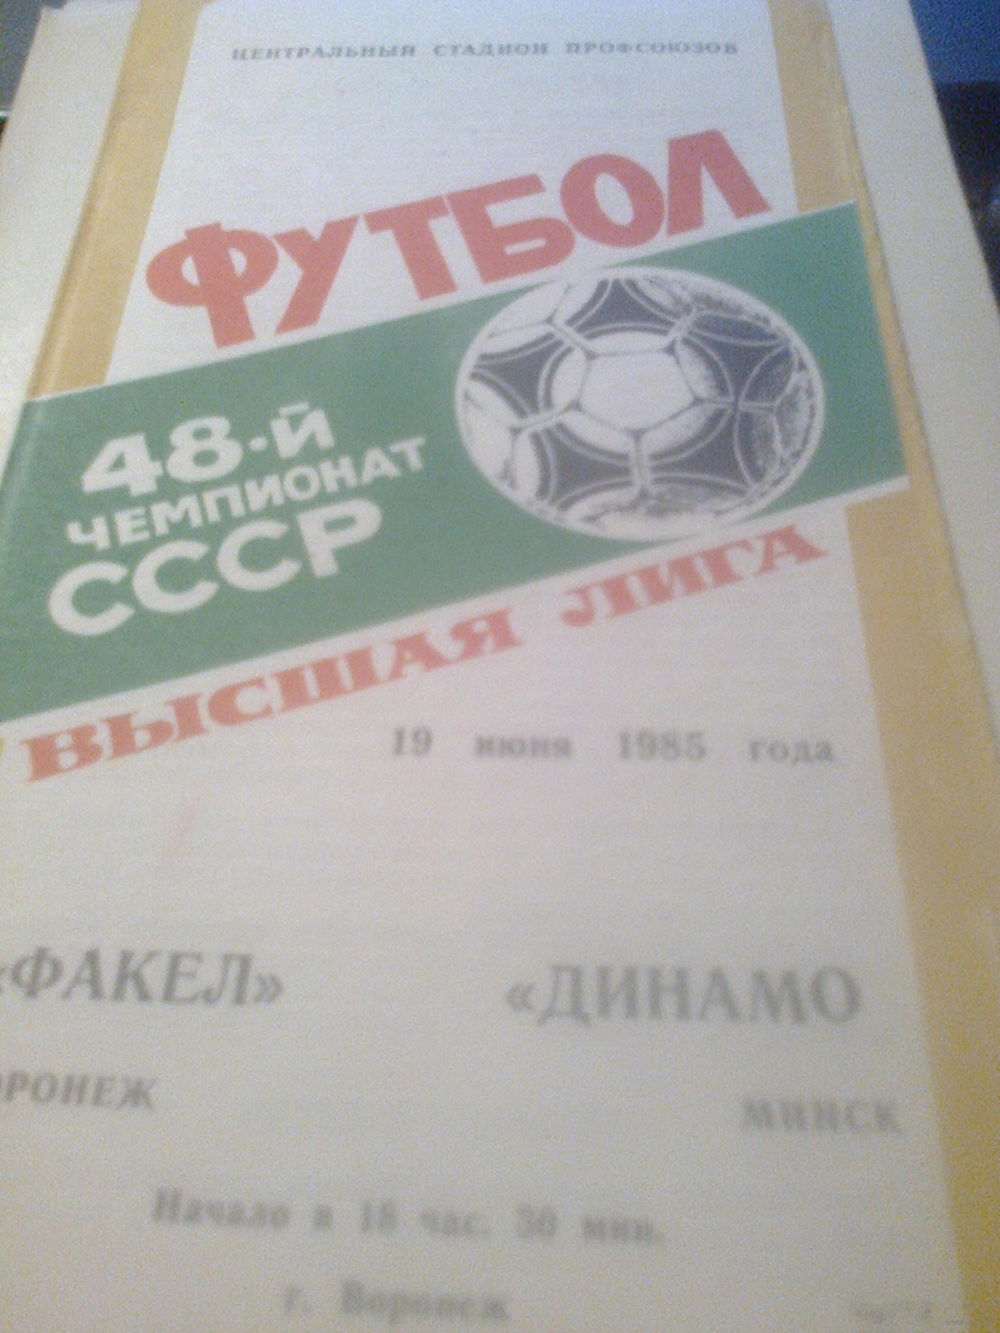 ЦЕНТРАЛЬНЫЙ СТАДИОН ПРОФСОЮЗОВ
ФУТБОЛ
48-Й
ЧЕМПИОНАТ
СССР
ВЫСШАЯ ЛИГА
19 июня 1985 года
«ФАКЕЛ» «ДИНАМО
ОРОНЕЖ МИНСК
Начало в час. 30 мин.
г. Воронеж